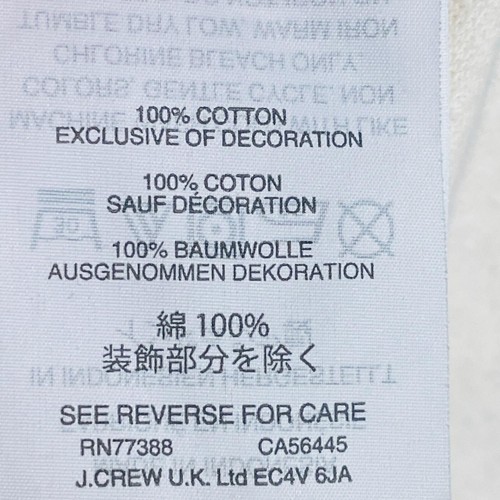 100% COTTON
EXCLUSIVE OF DECORATION
100% COTON
SAUF DÉCORATION
100% BAUMWOLLE
AUSGENOMMEN DEKORATION
綿 100%
装飾部分を除く
SEE REVERSE FOR CARE
RN77388 CA56445
J.CREW U.K. Ltd EC4V 6JA